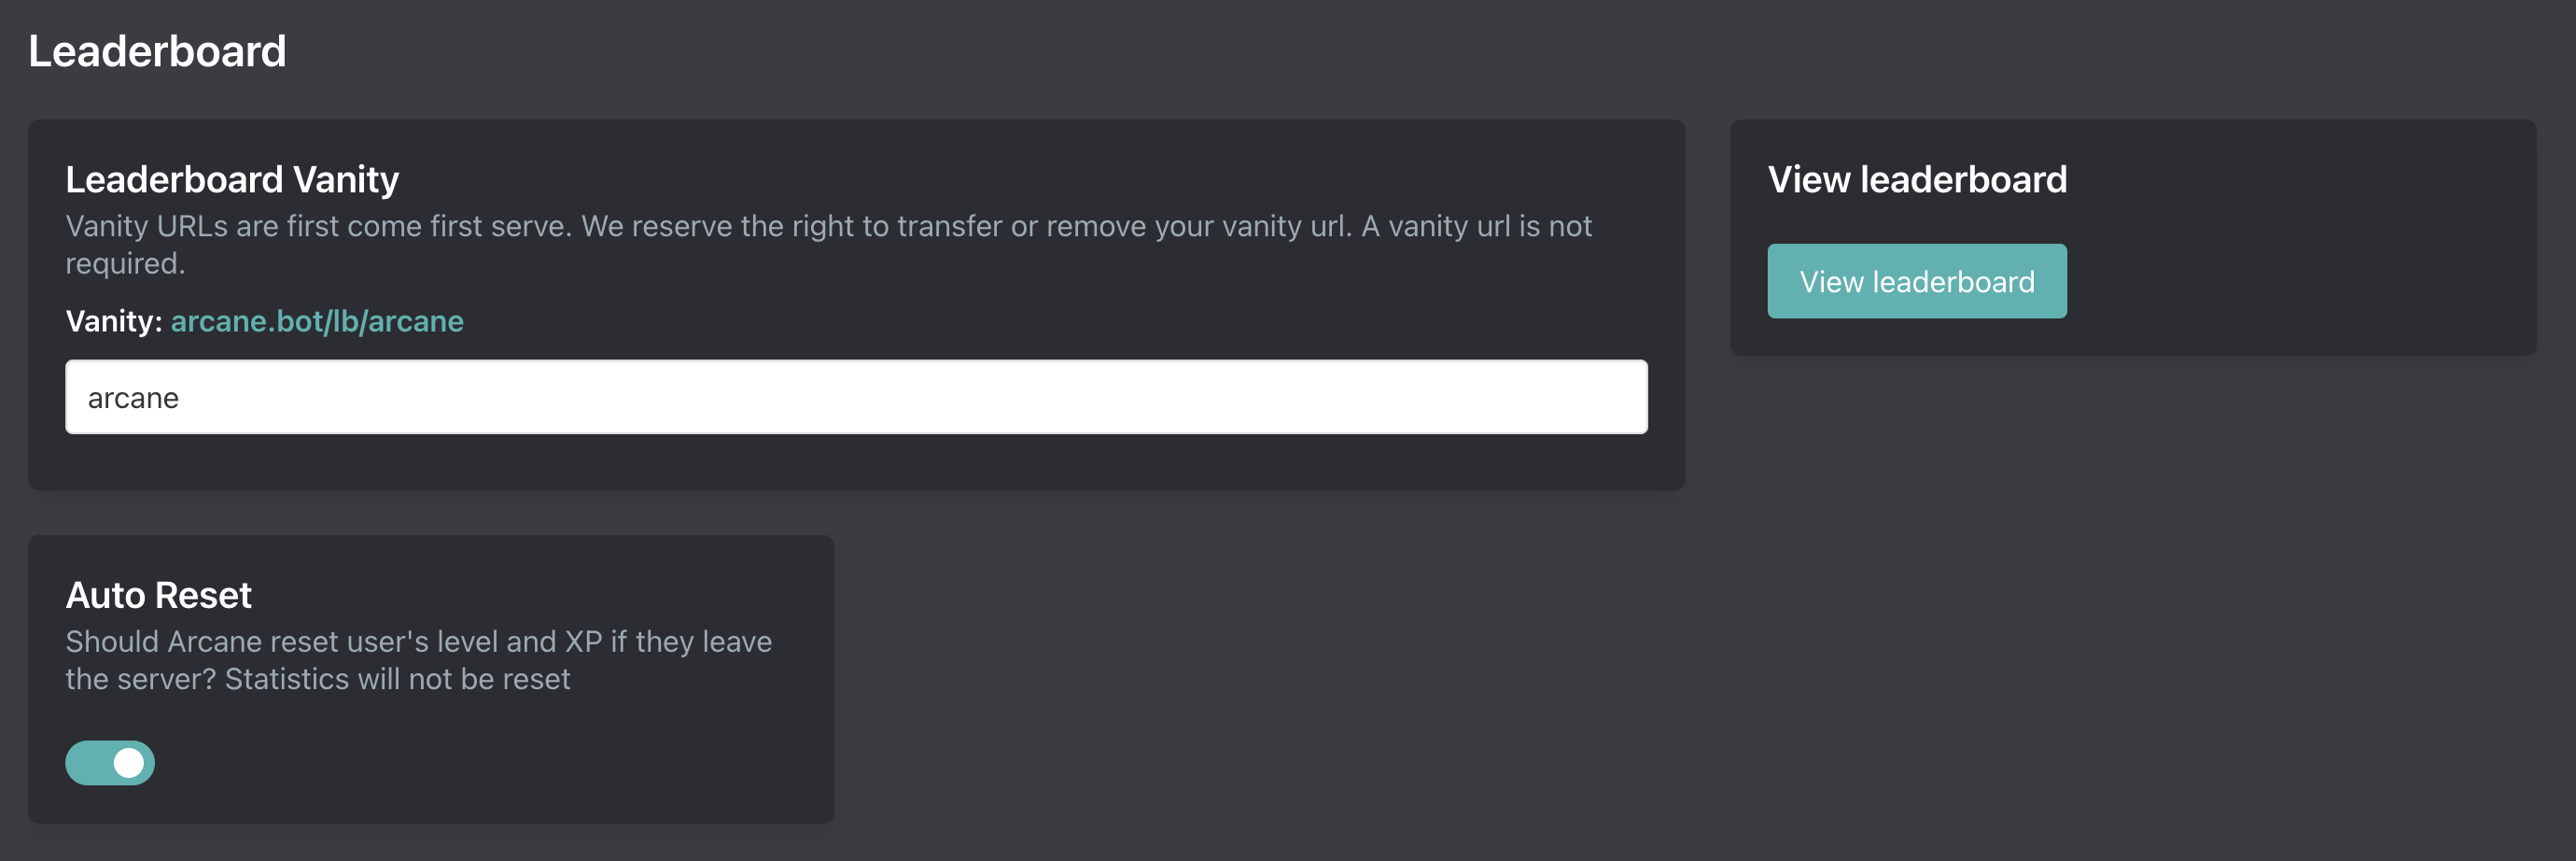 Leaderboard
Leaderboard Vanity
Vanity URLs are first come first serve. We reserve the right to transfer or remove your vanity url. A vanity url is not
required.
Vanity: arcane.bot/lb/arcane
arcane
View leaderboard
View leaderboard
Auto Reset
Should Arcane reset user's level and XP if they leave
the server? Statistics will not be reset